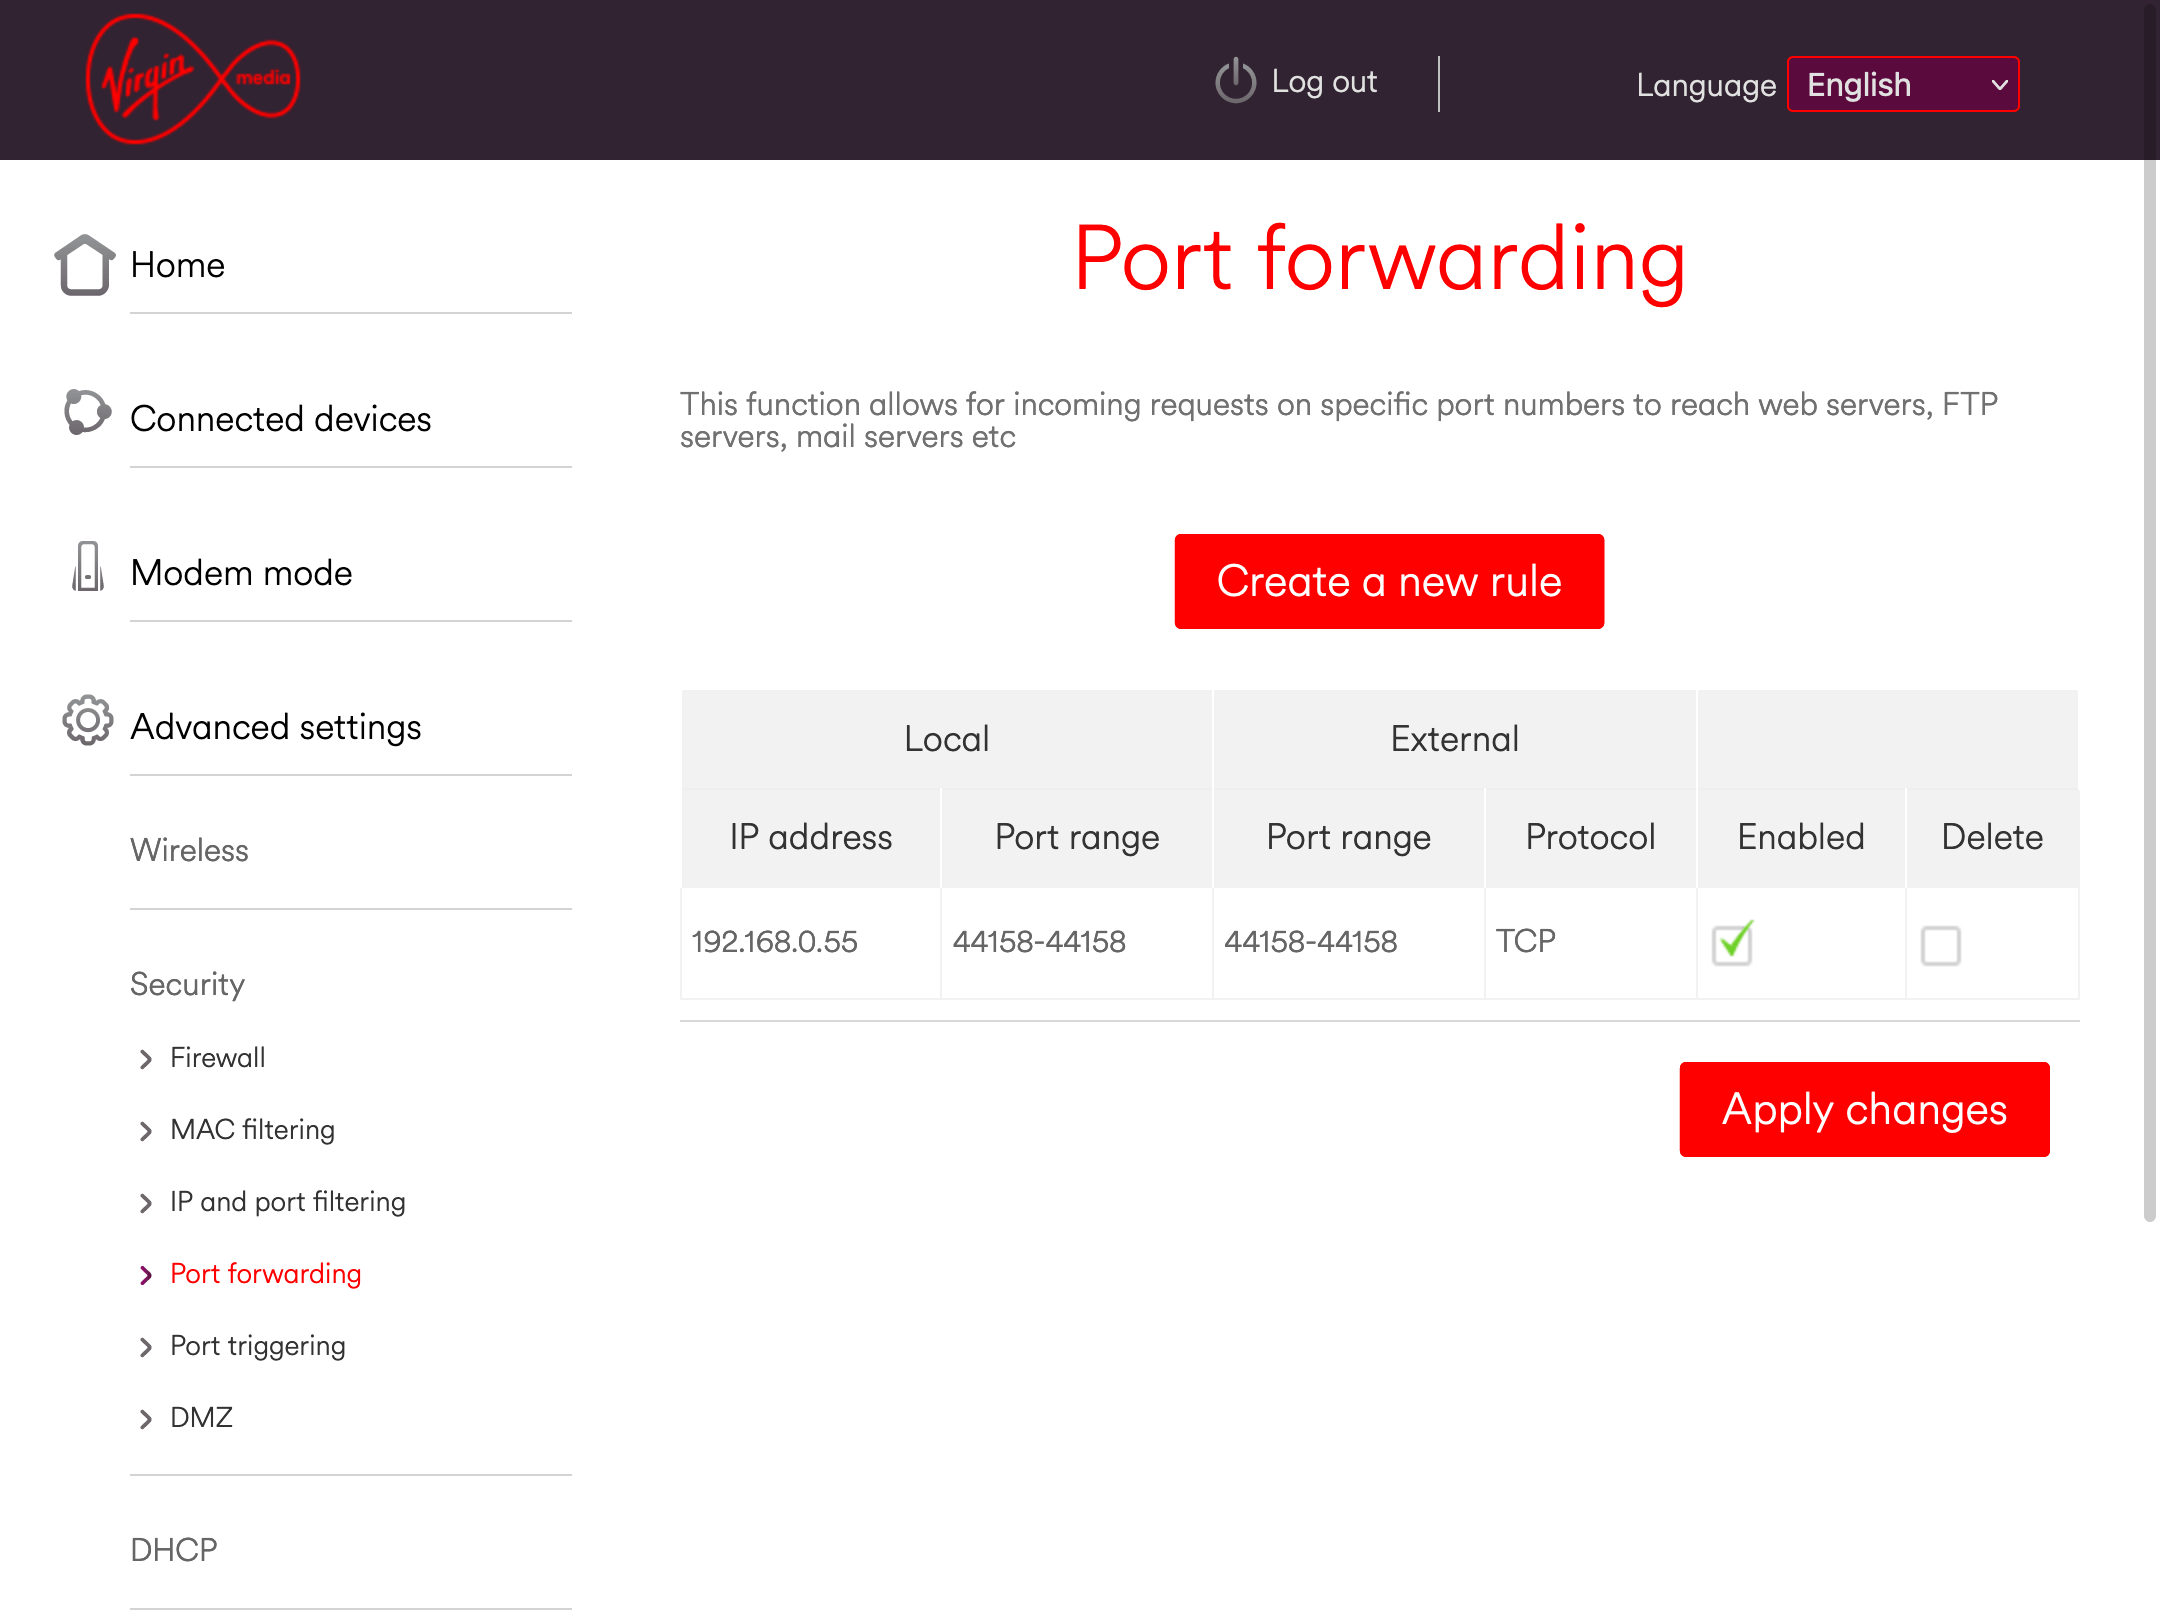 Virgin media
Log out
Language English
Home
Connected devices
Modem mode
Advanced settings
Wireless
Security
Firewall
MAC filtering
IP and port filtering
Port forwarding
Port triggering
DMZ
DHCP
Port forwarding
This function allows for incoming requests on specific port numbers to reach web servers, FTP
servers, mail servers etc
Create a new rule
Local External
IP address Port range Port range Protocol Enabled Delete
192.168.0.55 44158-44158 44158-44158 TCP
Apply changes